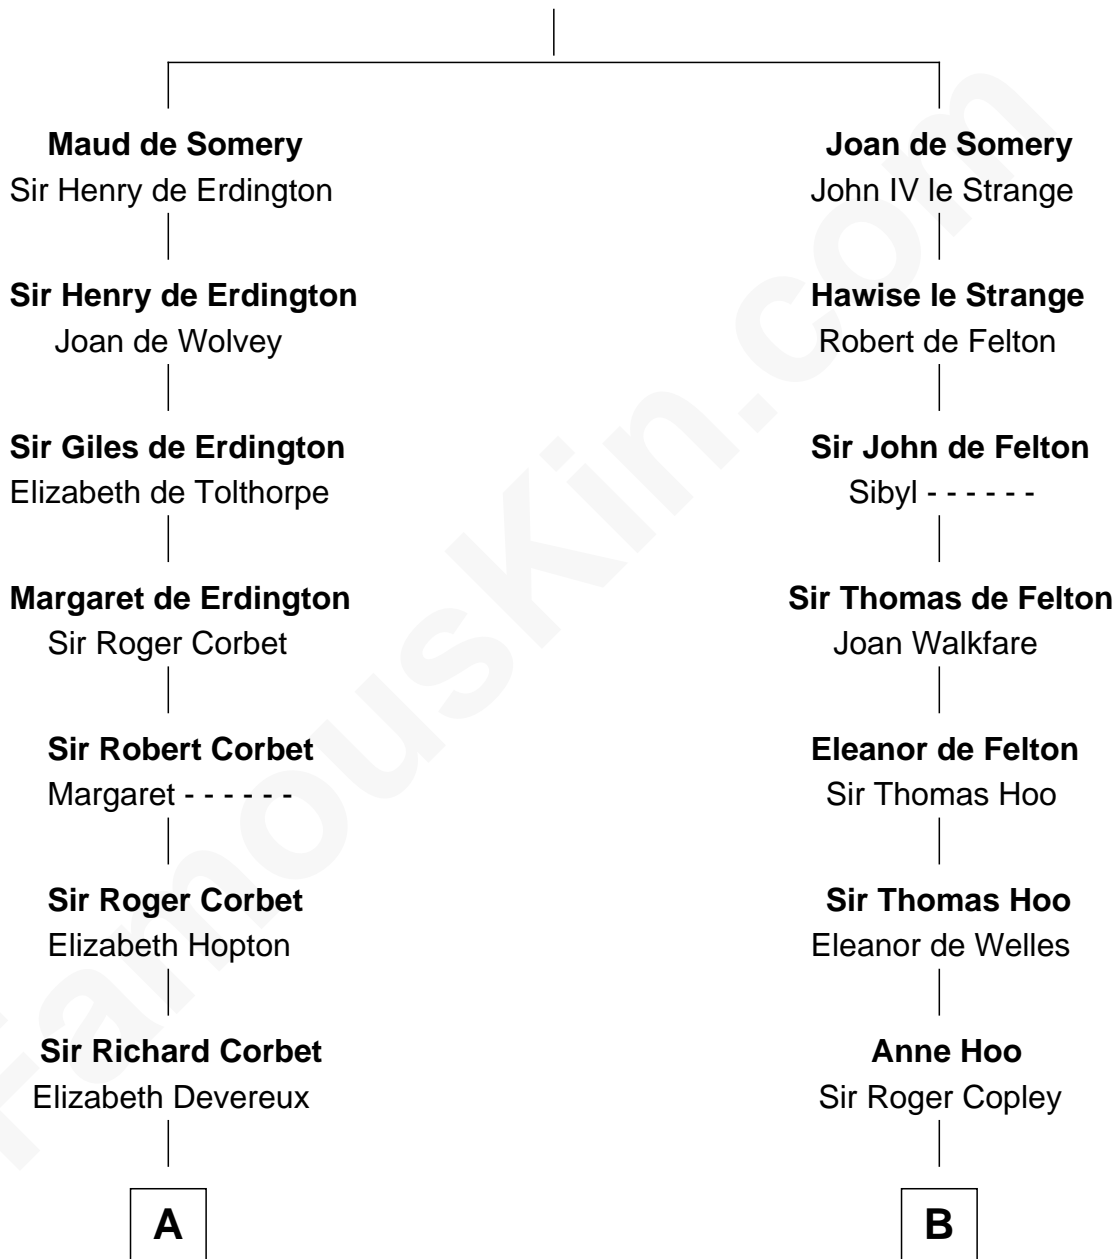 Maud de Somery
Sir Henry de Erdington
Sir Henry de Erdington
Joan de Wolvey
Sir Giles de Erdington
Elizabeth de Tolthorpe
Margaret de Erdington
Sir Roger Corbet
Sir Robert Corbet
Margaret - - - - - -
Sir Roger Corbet
Elizabeth Hopton
Sir Richard Corbet
Elizabeth Devereux
A
Joan de Somery
John IV le Strange
Hawise le Strange
Robert de Felton
Sir John de Felton
Sibyl - - - - - -
Sir Thomas de Felton
Joan Walkfare
Eleanor de Felton
Sir Thomas Hoo
Sir Thomas Hoo
Eleanor de Welles
Anne Hoo
Sir Roger Copley
B
FamousKin.com